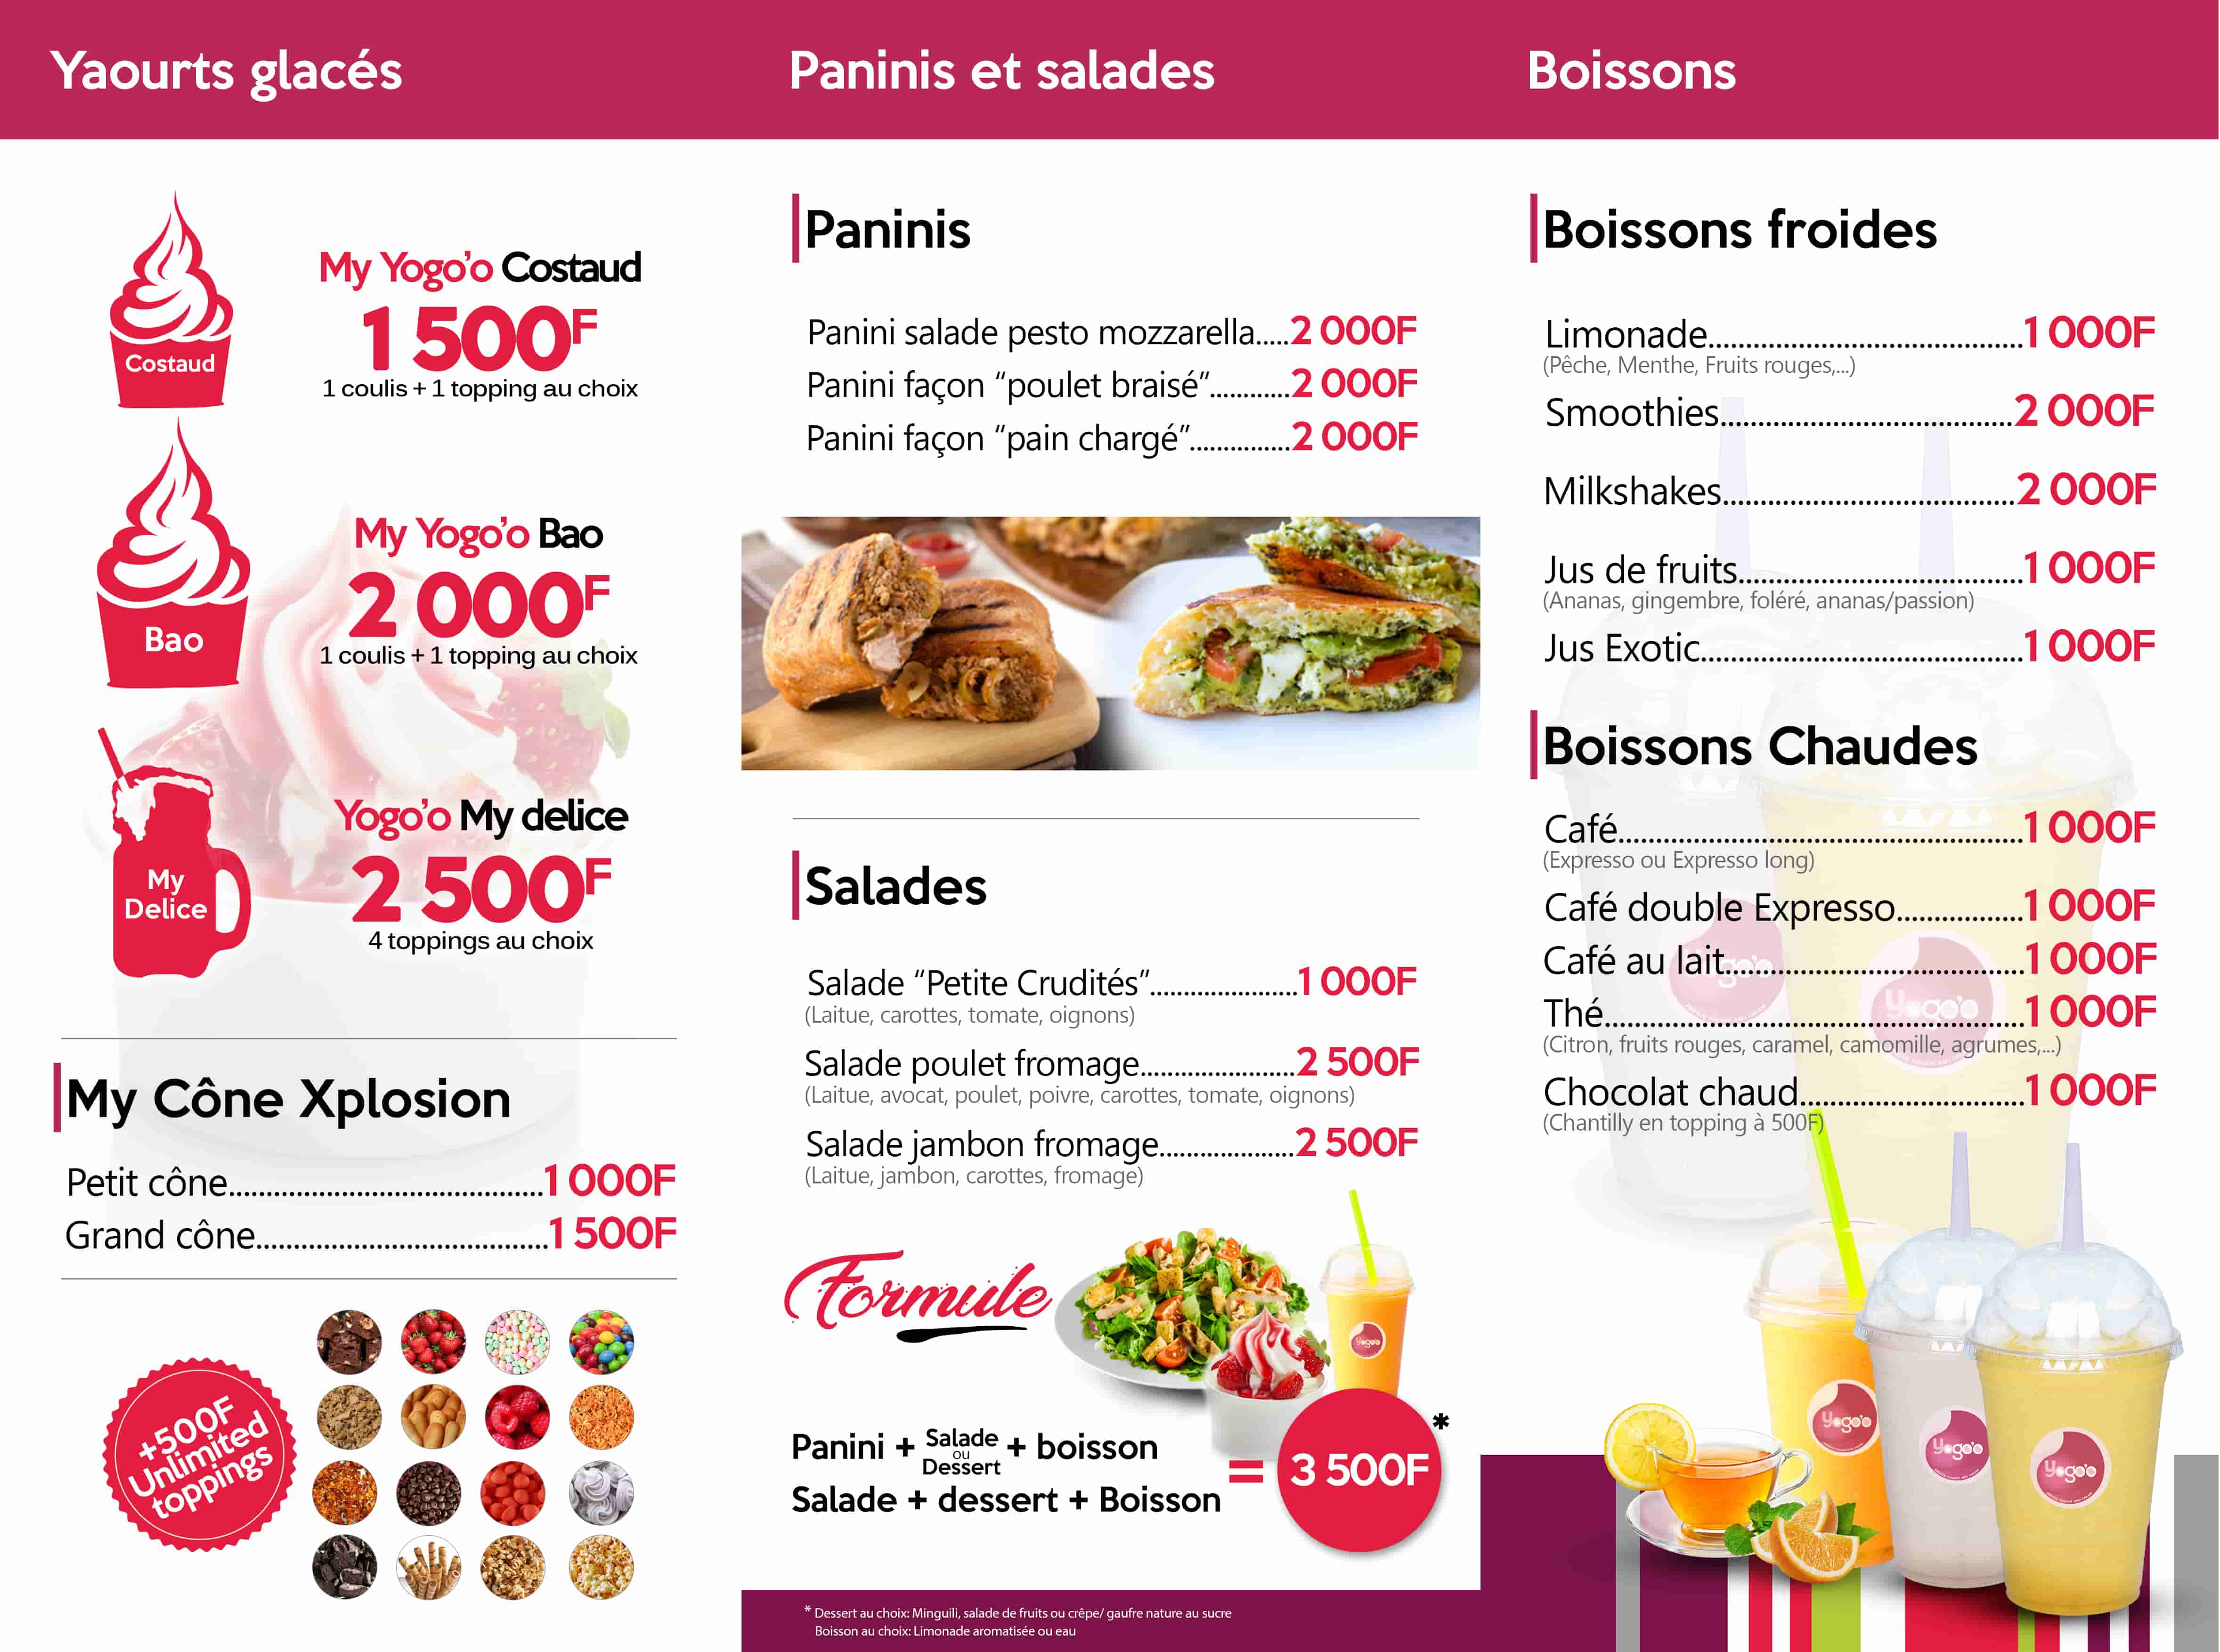 Yaourts glacés
Costaud
My Yogo'o Costaud
1 500F
1 coulis + 1 topping au choix
Bao
My Yogo'o Bao
2 000F
1 coulis + 1 topping au choix
My
Delice
Yogo'o My delice
2 500F
4 toppings au choix
My Cône Xplosion
Petit cône..........................................1 000F
Grand cône.......................................1 500F
+500F
Unlimited
toppings
Paninis et salades
Paninis
Panini salade pesto mozzarella.....2 000F
Panini façon “poulet braisé”............2 000F
Panini façon “pain chargé”...............2 000F
Salades
Salade “Petite Crudités”......................1 000F
(Laitue, carottes, tomate, oignons)
Salade poulet fromage.......................2 500F
(Laitue, avocat, poulet, poivre, carottes, tomate, oignons)
Salade jambon fromage....................2 500F
(Laitue, jambon, carottes, fromage)
Formule
Yogo'o
Panini + Salade ou Dessert + boisson
Salade + dessert + Boisson
= 3 500F*
* Dessert au choix: Minguili, salade de fruits ou crêpe/ gaufre nature au sucre
Boisson au choix: Limonade aromatisée ou eau
Boissons
Boissons froides
Limonade..........................................1 000F
(Pêche, Menthe, Fruits rouges,...)
Smoothies.......................................2 000F
Milkshakes.......................................2 000F
Jus de fruits......................................1 000F
(Ananas, gingembre, foléré, ananas/passion)
Jus Exotic...........................................1 000F
Boissons Chaudes
Café......................................................1 000F
(Expresso ou Expresso long)
Café double Expresso.................1 000F
Café au lait........................................1 000F
Thé........................................................1 000F
(Citron, fruits rouges, caramel, camomille, agrumes,...)
Chocolat chaud..............................1 000F
(Chantilly en topping à 500F)
Yogo'o
Yogo'o
Yogo'o
Yogo'o